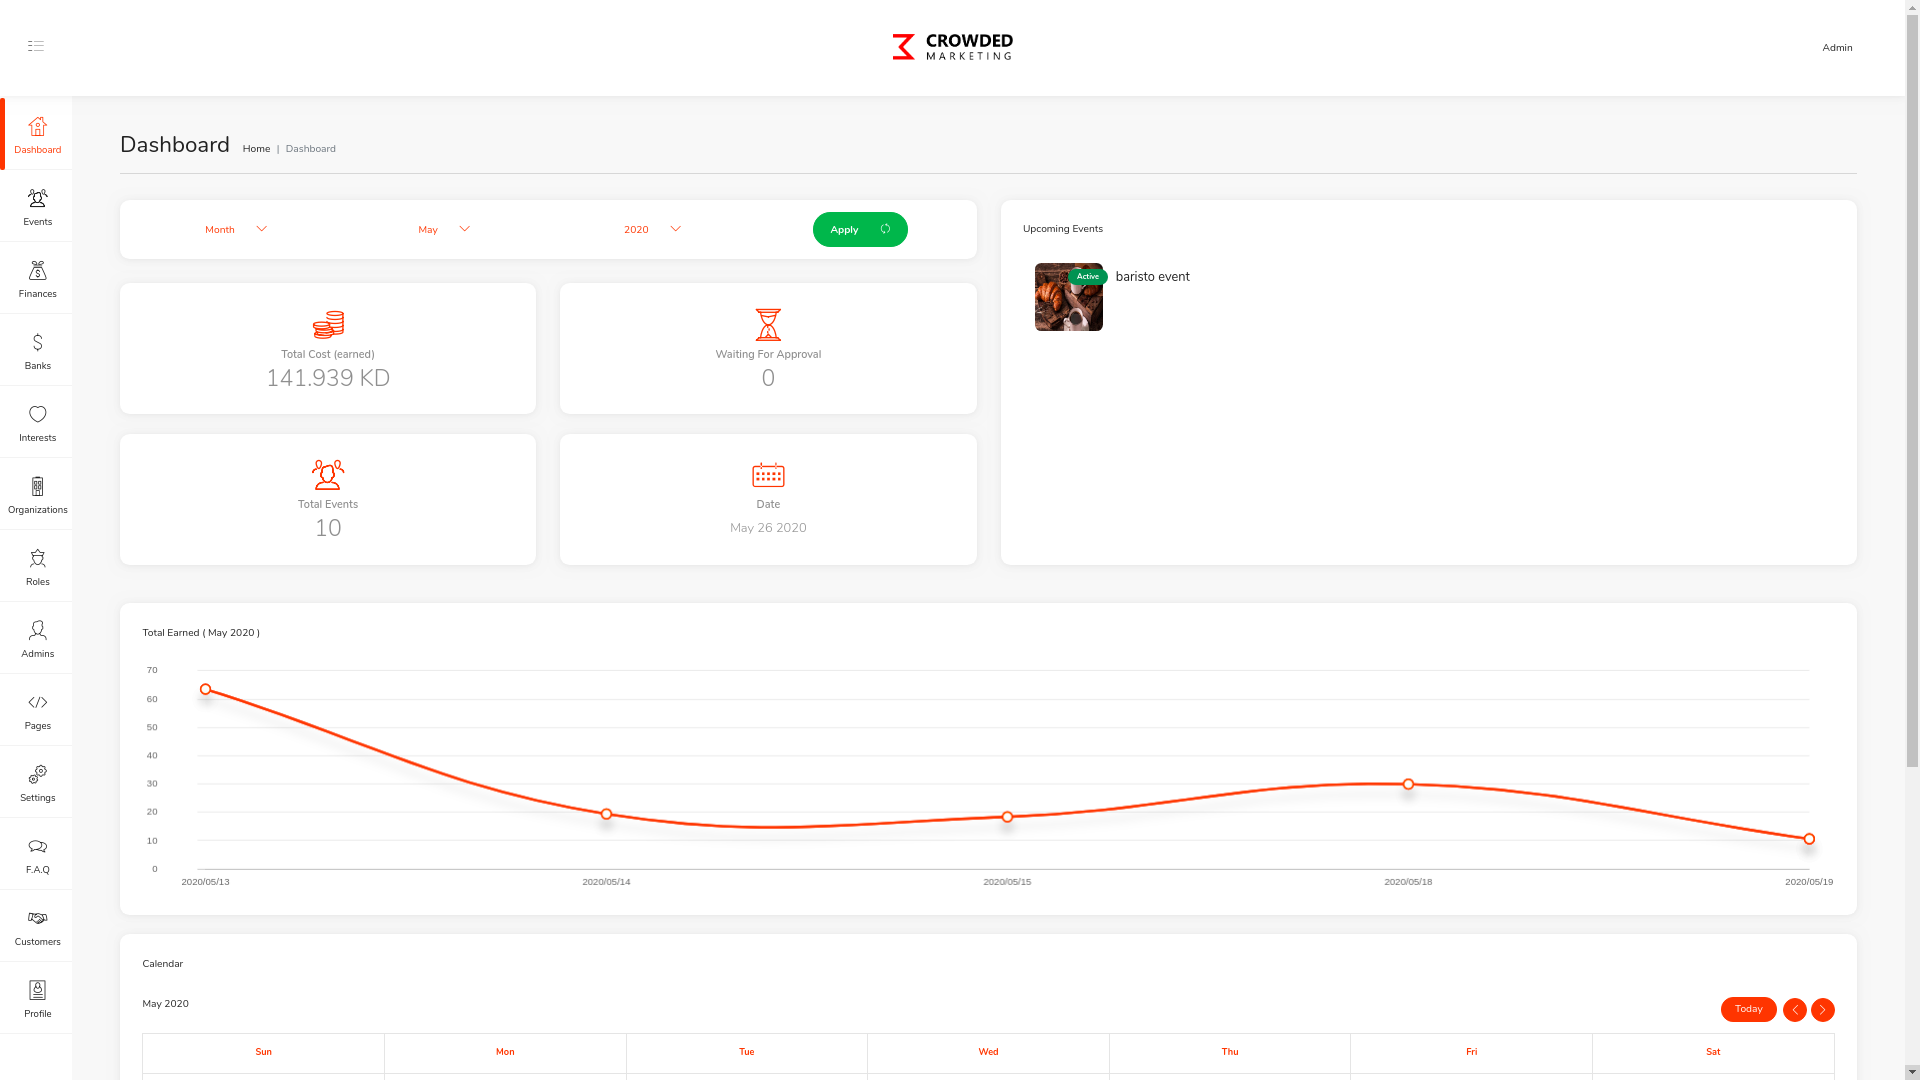 CROWDED
MARKETING
Admin
Dashboard
Events
Finances
Banks
Interests
Organizations
Roles
Admins
Pages
Settings
F.A.Q
Customers
Profile
Dashboard Home | Dashboard
Month May 2020 Apply
Total Cost (earned)
141.939 KD
Waiting For Approval
0
Total Events
10
Date
May 26 2020
Upcoming Events
Active
baristo event
Total Earned ( May 2020 )
70
60
50
40
30
20
10
0
2020/05/13 2020/05/14 2020/05/15 2020/05/18 2020/05/19
Calendar
May 2020
Today
Sun Mon Tue Wed Thu Fri Sat